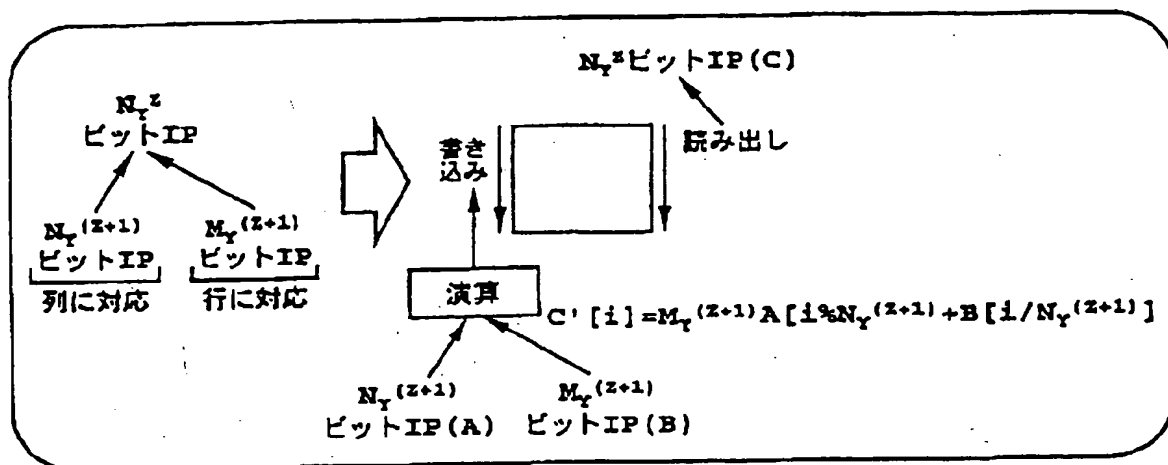 N_Y^Z ビットIP(C)
N_Y^Z
ビットIP
書き
込み
読み出し
N_Y^(Z+1)
ビットIP
列に対応
M_Y^(Z+1)
ビットIP
行に対応
演算
C'[i]=M_Y^(Z+1)A[i%N_Y^(Z+1)+B[i/N_Y^(Z+1)]
N_Y^(Z+1)
ビットIP(A)
M_Y^(Z+1)
ビットIP(B)